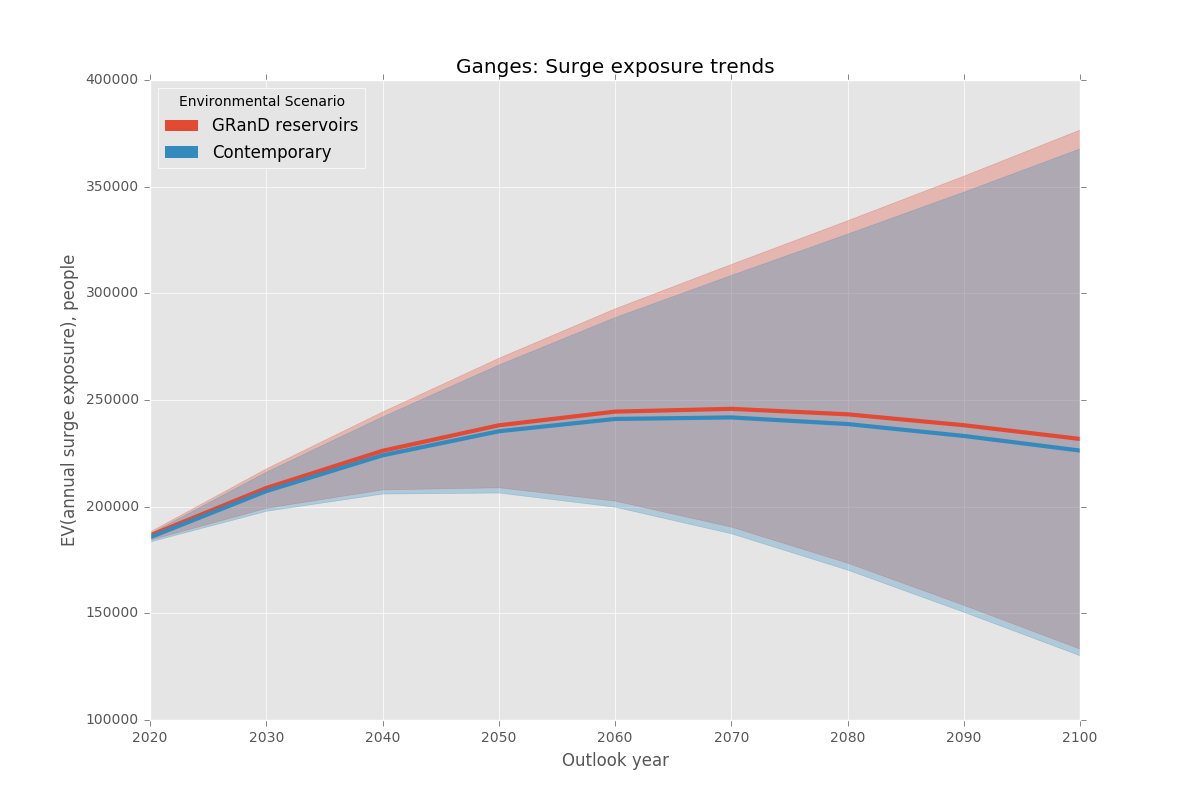 Ganges: Surge exposure trends
400000
350000
300000
250000
200000
150000
100000
EV(annual surge exposure), people
Environmental Scenario
GRanD reservoirs
Contemporary
2020 2030 2040 2050 2060 2070 2080 2090 2100
Outlook year